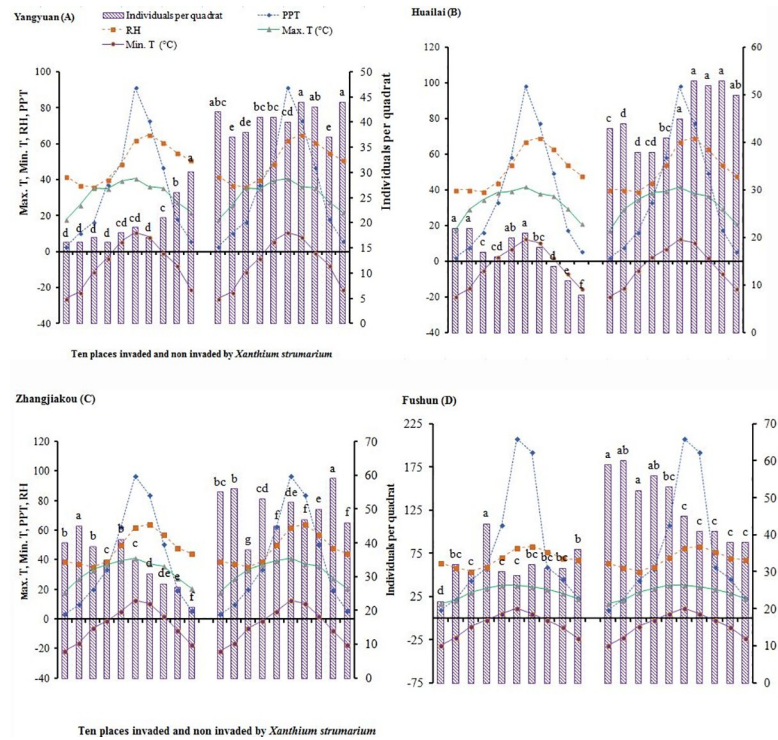 Yangyuan (A)
Individuals per quadrat
PPT
RH
Max. T (°C)
Min. T (°C)
Max. T, Min. T, RH, PPT
100
80
60
40
20
0
-20
-40
50
45
40
35
30
25
20
15
10
5
0
Individuals per quadrat
d d d d cd cd d c b a
abc e d bc bc cd a ab e a
Ten places invaded and non invaded by Xanthium strumarium
Huailai (B)
120
100
80
60
40
20
0
-20
-40
60
50
40
30
20
10
0
a a c c b a bc d e f
c d d cd bc b a a a ab
Zhangjiakou (C)
Max. T, Min. T, PPT, RH
120
100
80
60
40
20
0
-20
-40
70
60
50
40
30
20
10
0
Individuals per quadrat
b a b c b c d de e f
bc b g cd f de f e a f
Ten places invaded and non invaded by Xanthium strumarium
Fushun (D)
225
175
125
75
25
-25
-75
70
60
50
40
30
20
10
0
d bc c a c c bc bc bc b
a ab a ab b c c c c c